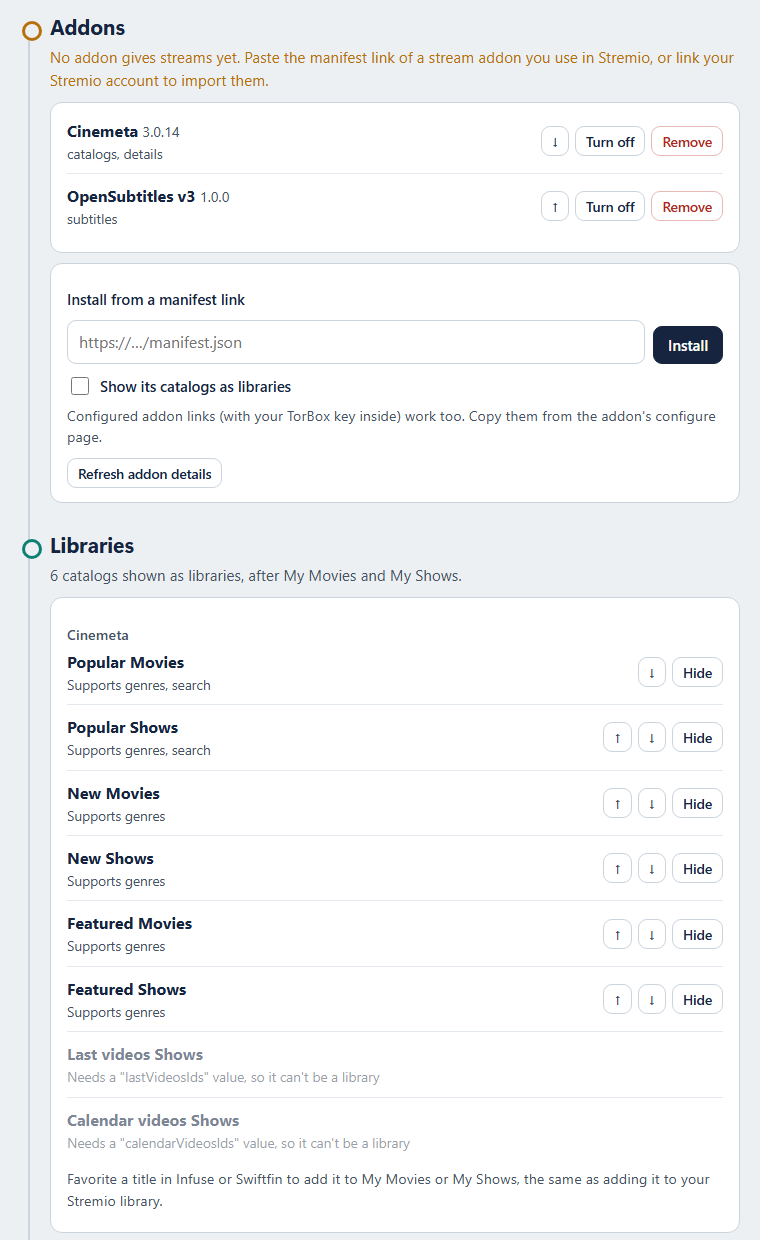 Addons
No addon gives streams yet. Paste the manifest link of a stream addon you use in Stremio, or link your
Stremio account to import them.
Cinemeta 3.0.14
catalogs, details
↓ Turn off Remove
OpenSubtitles v3 1.0.0
subtitles
↑ Turn off Remove
Install from a manifest link
https://.../manifest.json
Install
Show its catalogs as libraries
Configured addon links (with your TorBox key inside) work too. Copy them from the addon's configure
page.
Refresh addon details
Libraries
6 catalogs shown as libraries, after My Movies and My Shows.
Cinemeta
Popular Movies
Supports genres, search
↓ Hide
Popular Shows
Supports genres, search
↑ ↓ Hide
New Movies
Supports genres
↑ ↓ Hide
New Shows
Supports genres
↑ ↓ Hide
Featured Movies
Supports genres
↑ ↓ Hide
Featured Shows
Supports genres
↑ ↓ Hide
Last videos Shows
Needs a "lastVideosIds" value, so it can't be a library
Calendar videos Shows
Needs a "calendarVideosIds" value, so it can't be a library
Favorite a title in Infuse or Swiftfin to add it to My Movies or My Shows, the same as adding it to your
Stremio library.